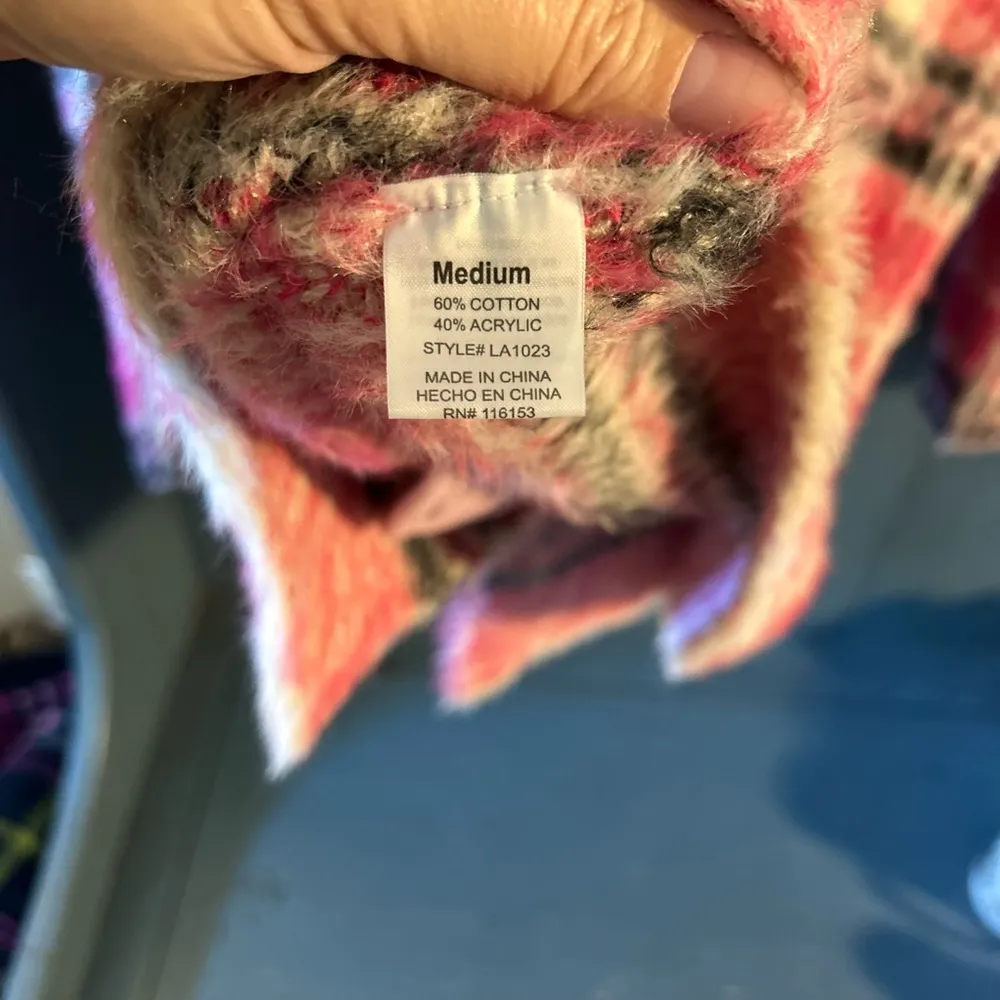 Medium
60% COTTON
40% ACRYLIC
STYLE# LA1023
MADE IN CHINA
HECHO EN CHINA
RN# 116153